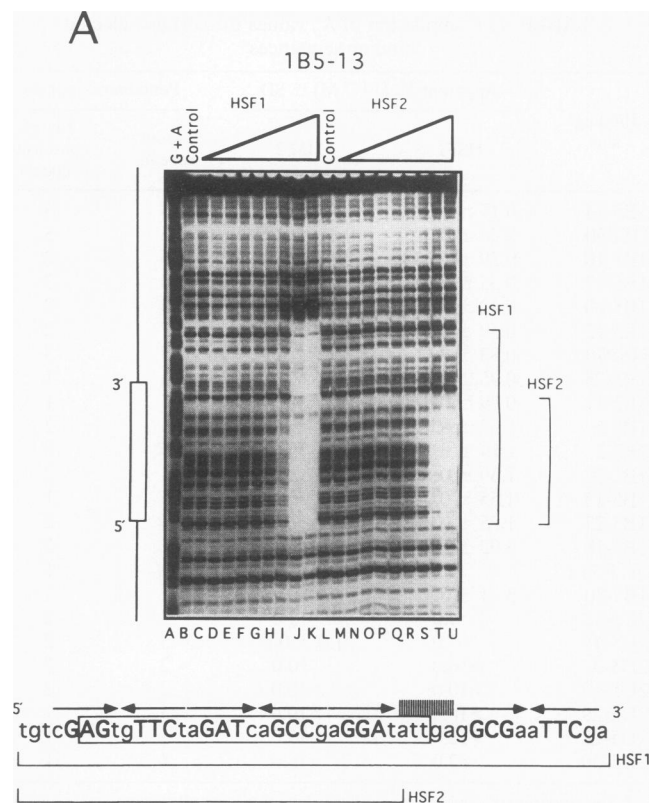 A
1B5-13
G + A
Control
HSF1
Control
HSF2
HSF1
HSF2
3´
5´
A B C D E F G H I J K L M N O P Q R S T U
5´ 3´
tgtcGAGtgTTCtaGATcaGCCgaGGAtattgagGCGaaTTCga
HSF1
HSF2